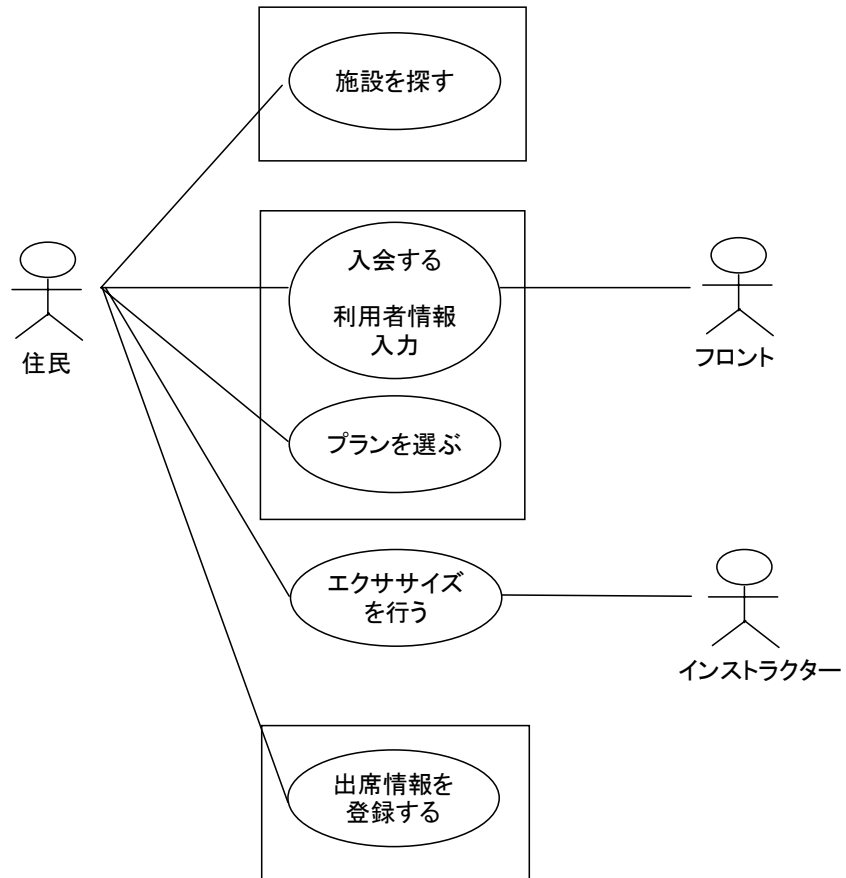 施設を探す
入会する
利用者情報
入力
住民
フロント
プランを選ぶ
エクササイズ
を行う
インストラクター
出席情報を
登録する